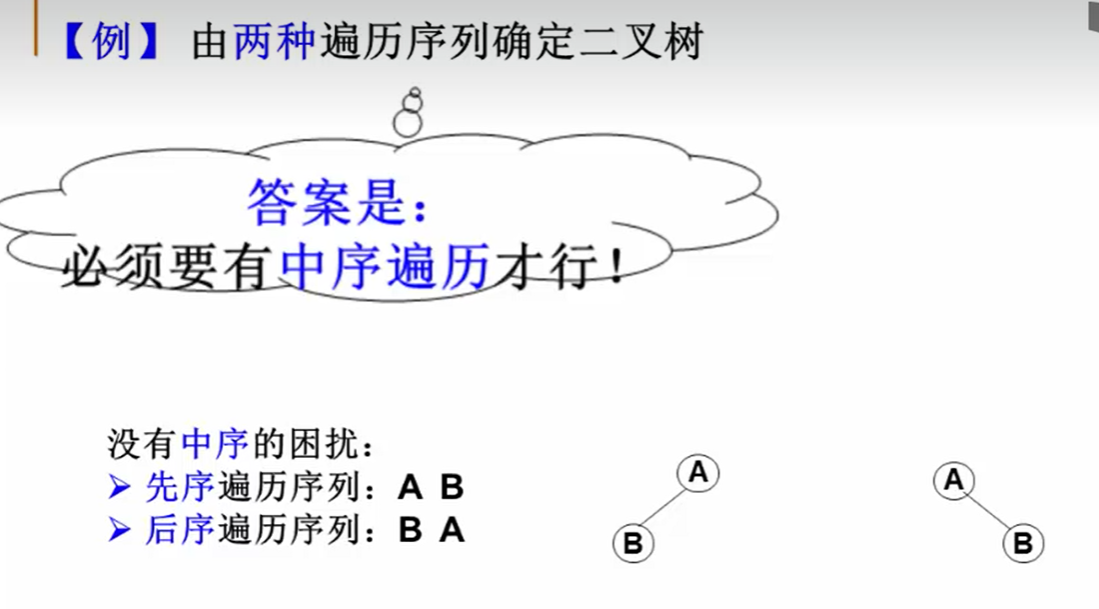 【例】 由两种遍历序列确定二叉树
答案是：
必须要有中序遍历才行！
没有中序的困扰：
➢ 先序遍历序列：A B
➢ 后序遍历序列：B A
A
B
A
B